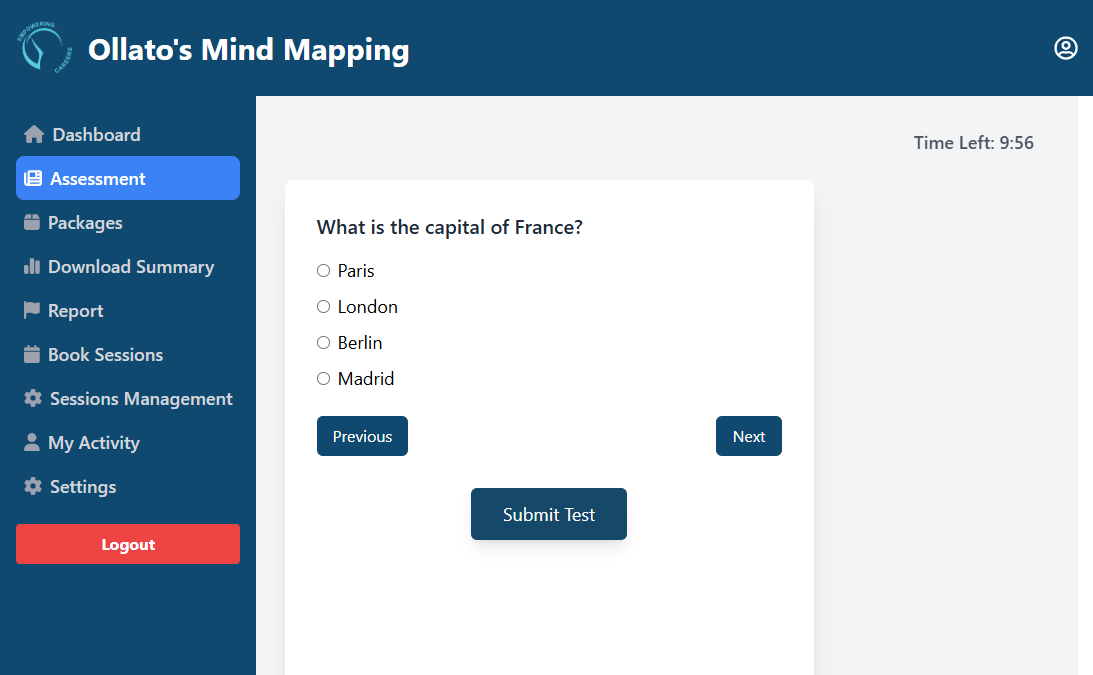 EMPOWERING
CAREERS
Ollato's Mind Mapping
Dashboard
Assessment
Packages
Download Summary
Report
Book Sessions
Sessions Management
My Activity
Settings
Logout
Time Left: 9:56
What is the capital of France?
Paris
London
Berlin
Madrid
Previous
Next
Submit Test